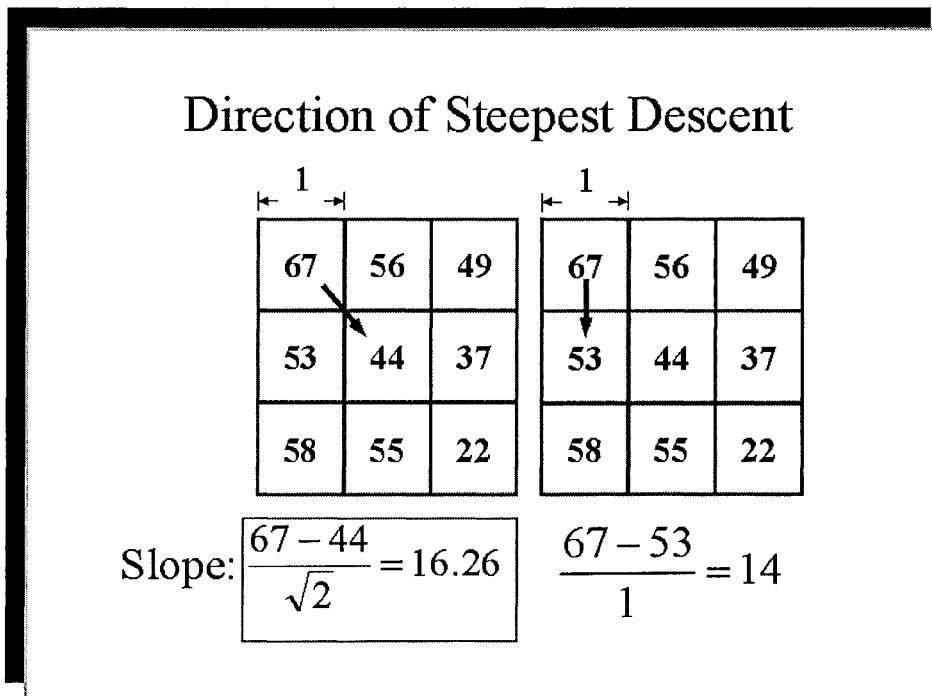 Direction of Steepest Descent
1 1
67 56 49 67 56 49
53 44 37 53 44 37
58 55 22 58 55 22
Slope: (67 – 44)/√2 = 16.26 (67 – 53)/1 = 14